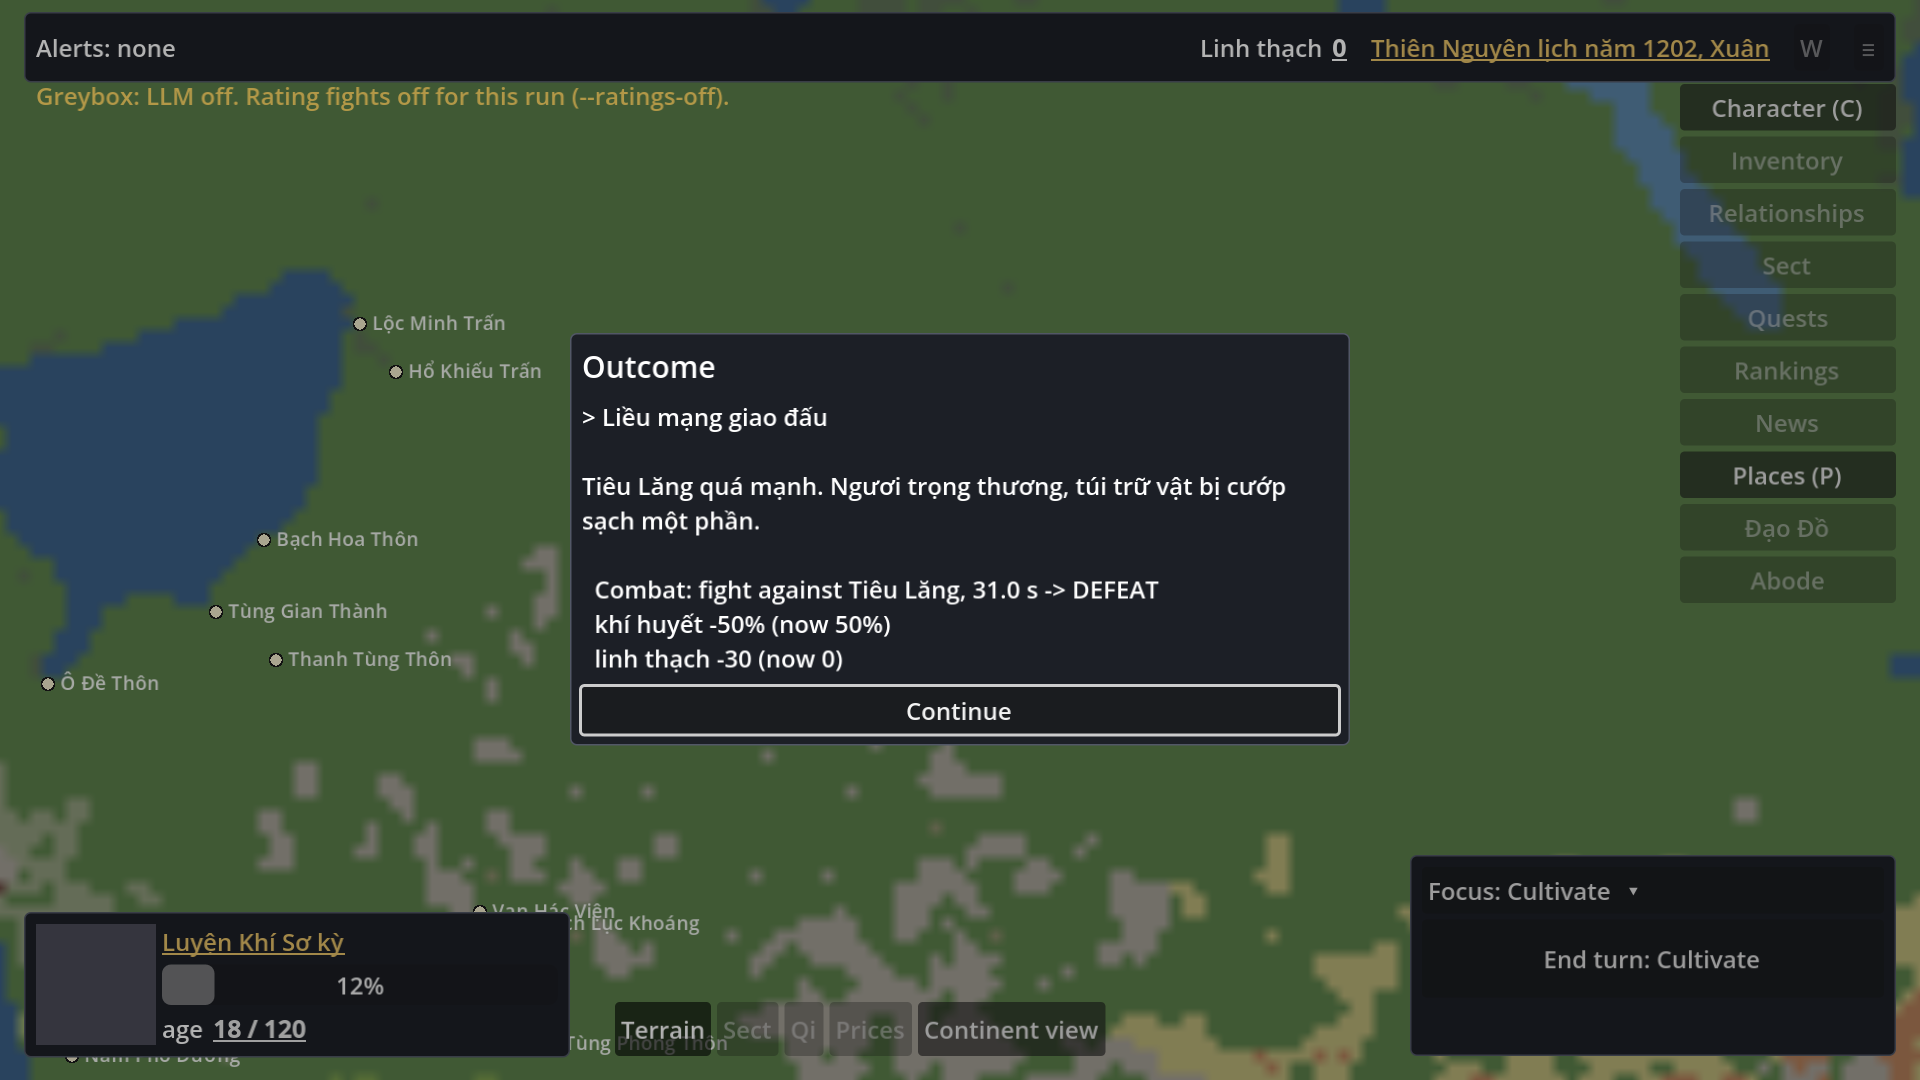 Alerts: none
Linh thạch 0 Thiên Nguyên lịch năm 1202, Xuân W ≡
Greybox: LLM off. Rating fights off for this run (--ratings-off).
Character (C)
Inventory
Relationships
Sect
Quests
Rankings
News
Places (P)
Đạo Đồ
Abode
Lộc Minh Trấn
Hổ Khiếu Trấn
Bạch Hoa Thôn
Tùng Gian Thành
Thanh Tùng Thôn
Ô Đề Thôn
Outcome
> Liều mạng giao đấu
Tiêu Lăng quá mạnh. Ngươi trọng thương, túi trữ vật bị cướp
sạch một phần.
Combat: fight against Tiêu Lăng, 31.0 s -> DEFEAT
khí huyết -50% (now 50%)
linh thạch -30 (now 0)
Continue
Vạn Hác Viên
Lục Khoáng
Luyện Khí Sơ kỳ
12%
age 18 / 120
Tùng Phong Thôn
Terrain Sect Qi Prices Continent view
Focus: Cultivate ▾
End turn: Cultivate